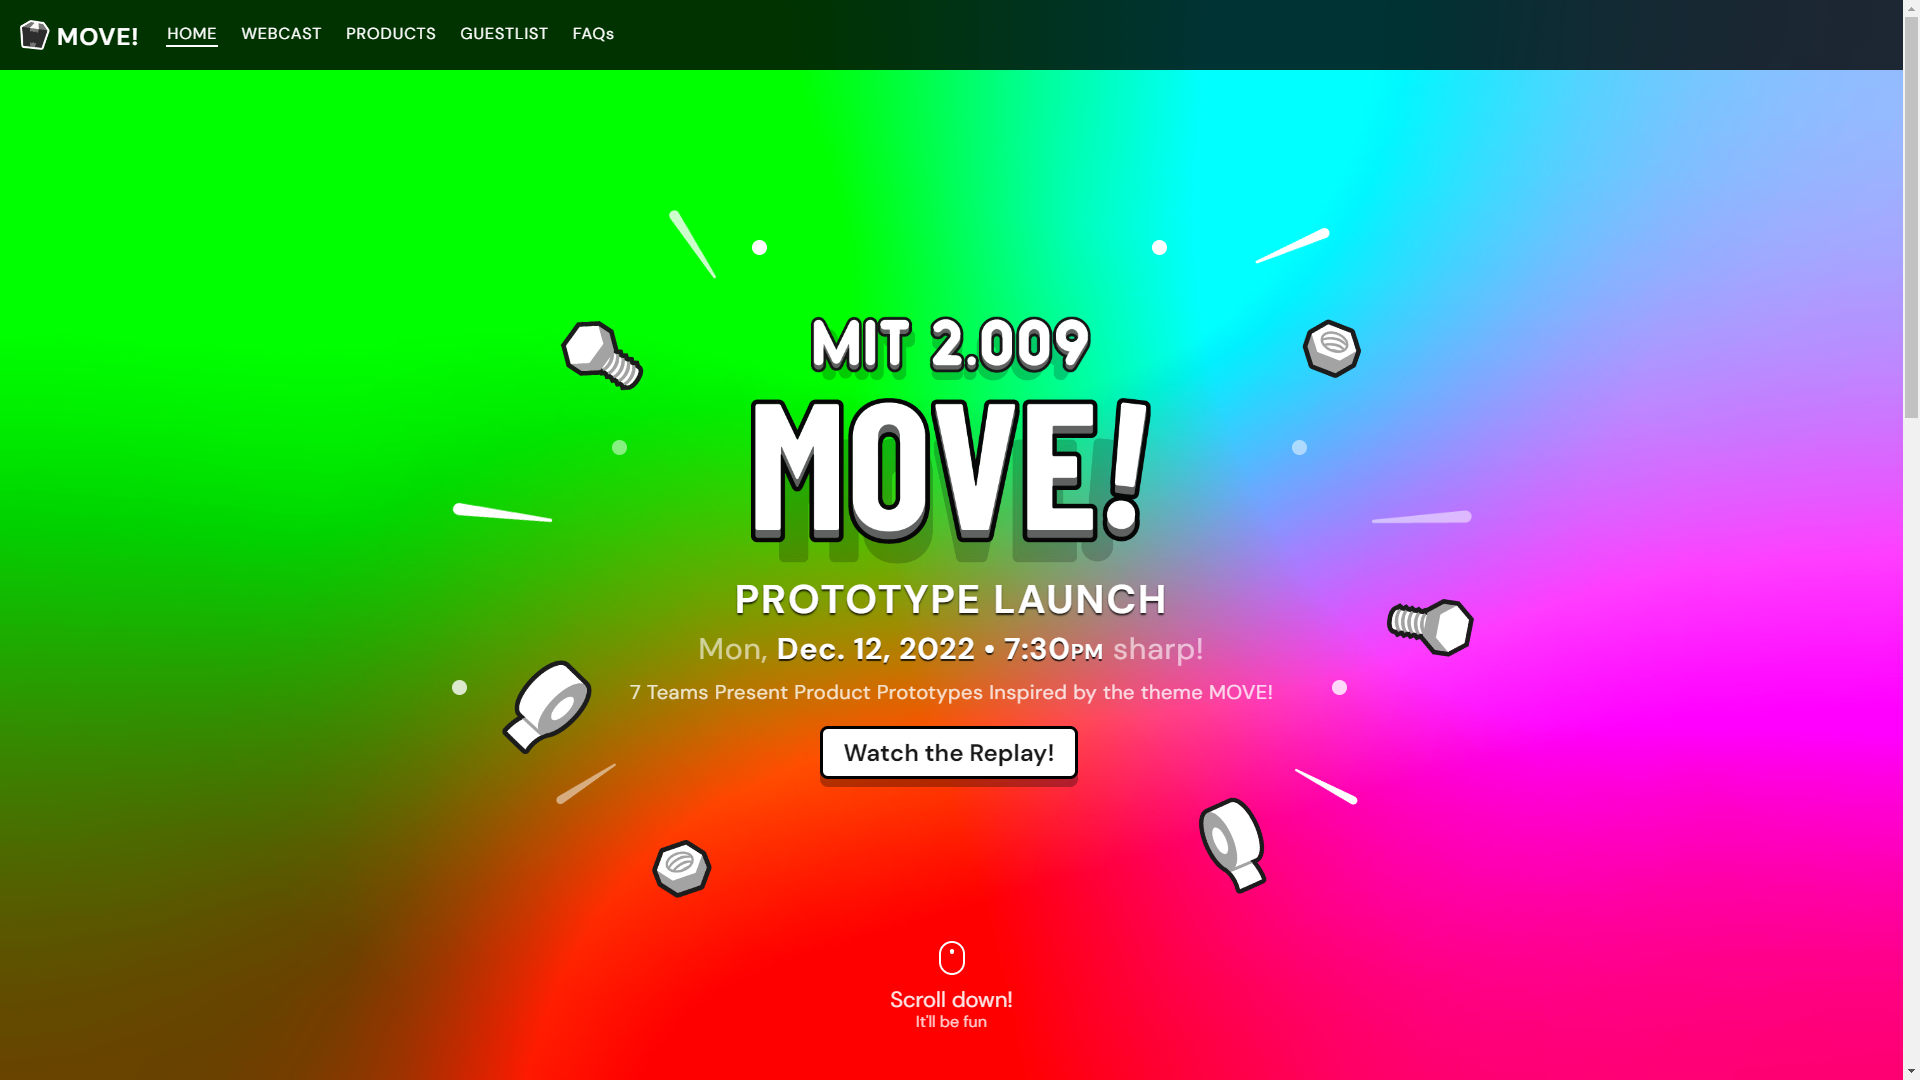 MOVE! HOME WEBCAST PRODUCTS GUESTLIST FAQs
MIT 2.009
MOVE!
PROTOTYPE LAUNCH
Mon, Dec. 12, 2022 • 7:30PM sharp!
7 Teams Present Product Prototypes Inspired by the theme MOVE!
Watch the Replay!
Scroll down!
It'll be fun